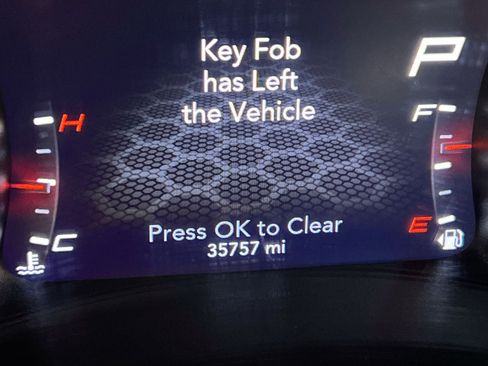 Key Fob
P
has Left
the Vehicle
H
F
Press OK to Clear
E
C
35757 mi